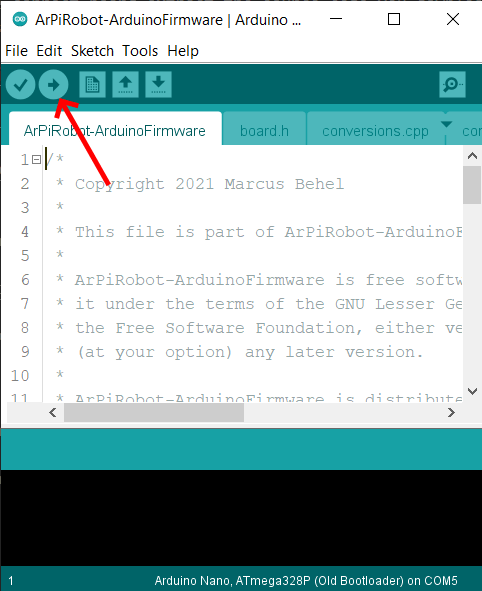 ArPiRobot-ArduinoFirmware | Arduino ...
File Edit Sketch Tools Help
ArPiRobot-ArduinoFirmware board.h conversions.cpp
1 /*
2 * Copyright 2021 Marcus Behel
3 *
4 * This file is part of ArPiRobot-Arduino
5 *
6 * ArPiRobot-ArduinoFirmware is free softw
7 * it under the terms of the GNU Lesser Ge
8 * the Free Software Foundation, either ve
9 * (at your option) any later version.
10 *
11 * ArPiRobot-ArduinoFirmware is distribute
1 Arduino Nano, ATmega328P (Old Bootloader) on COM5